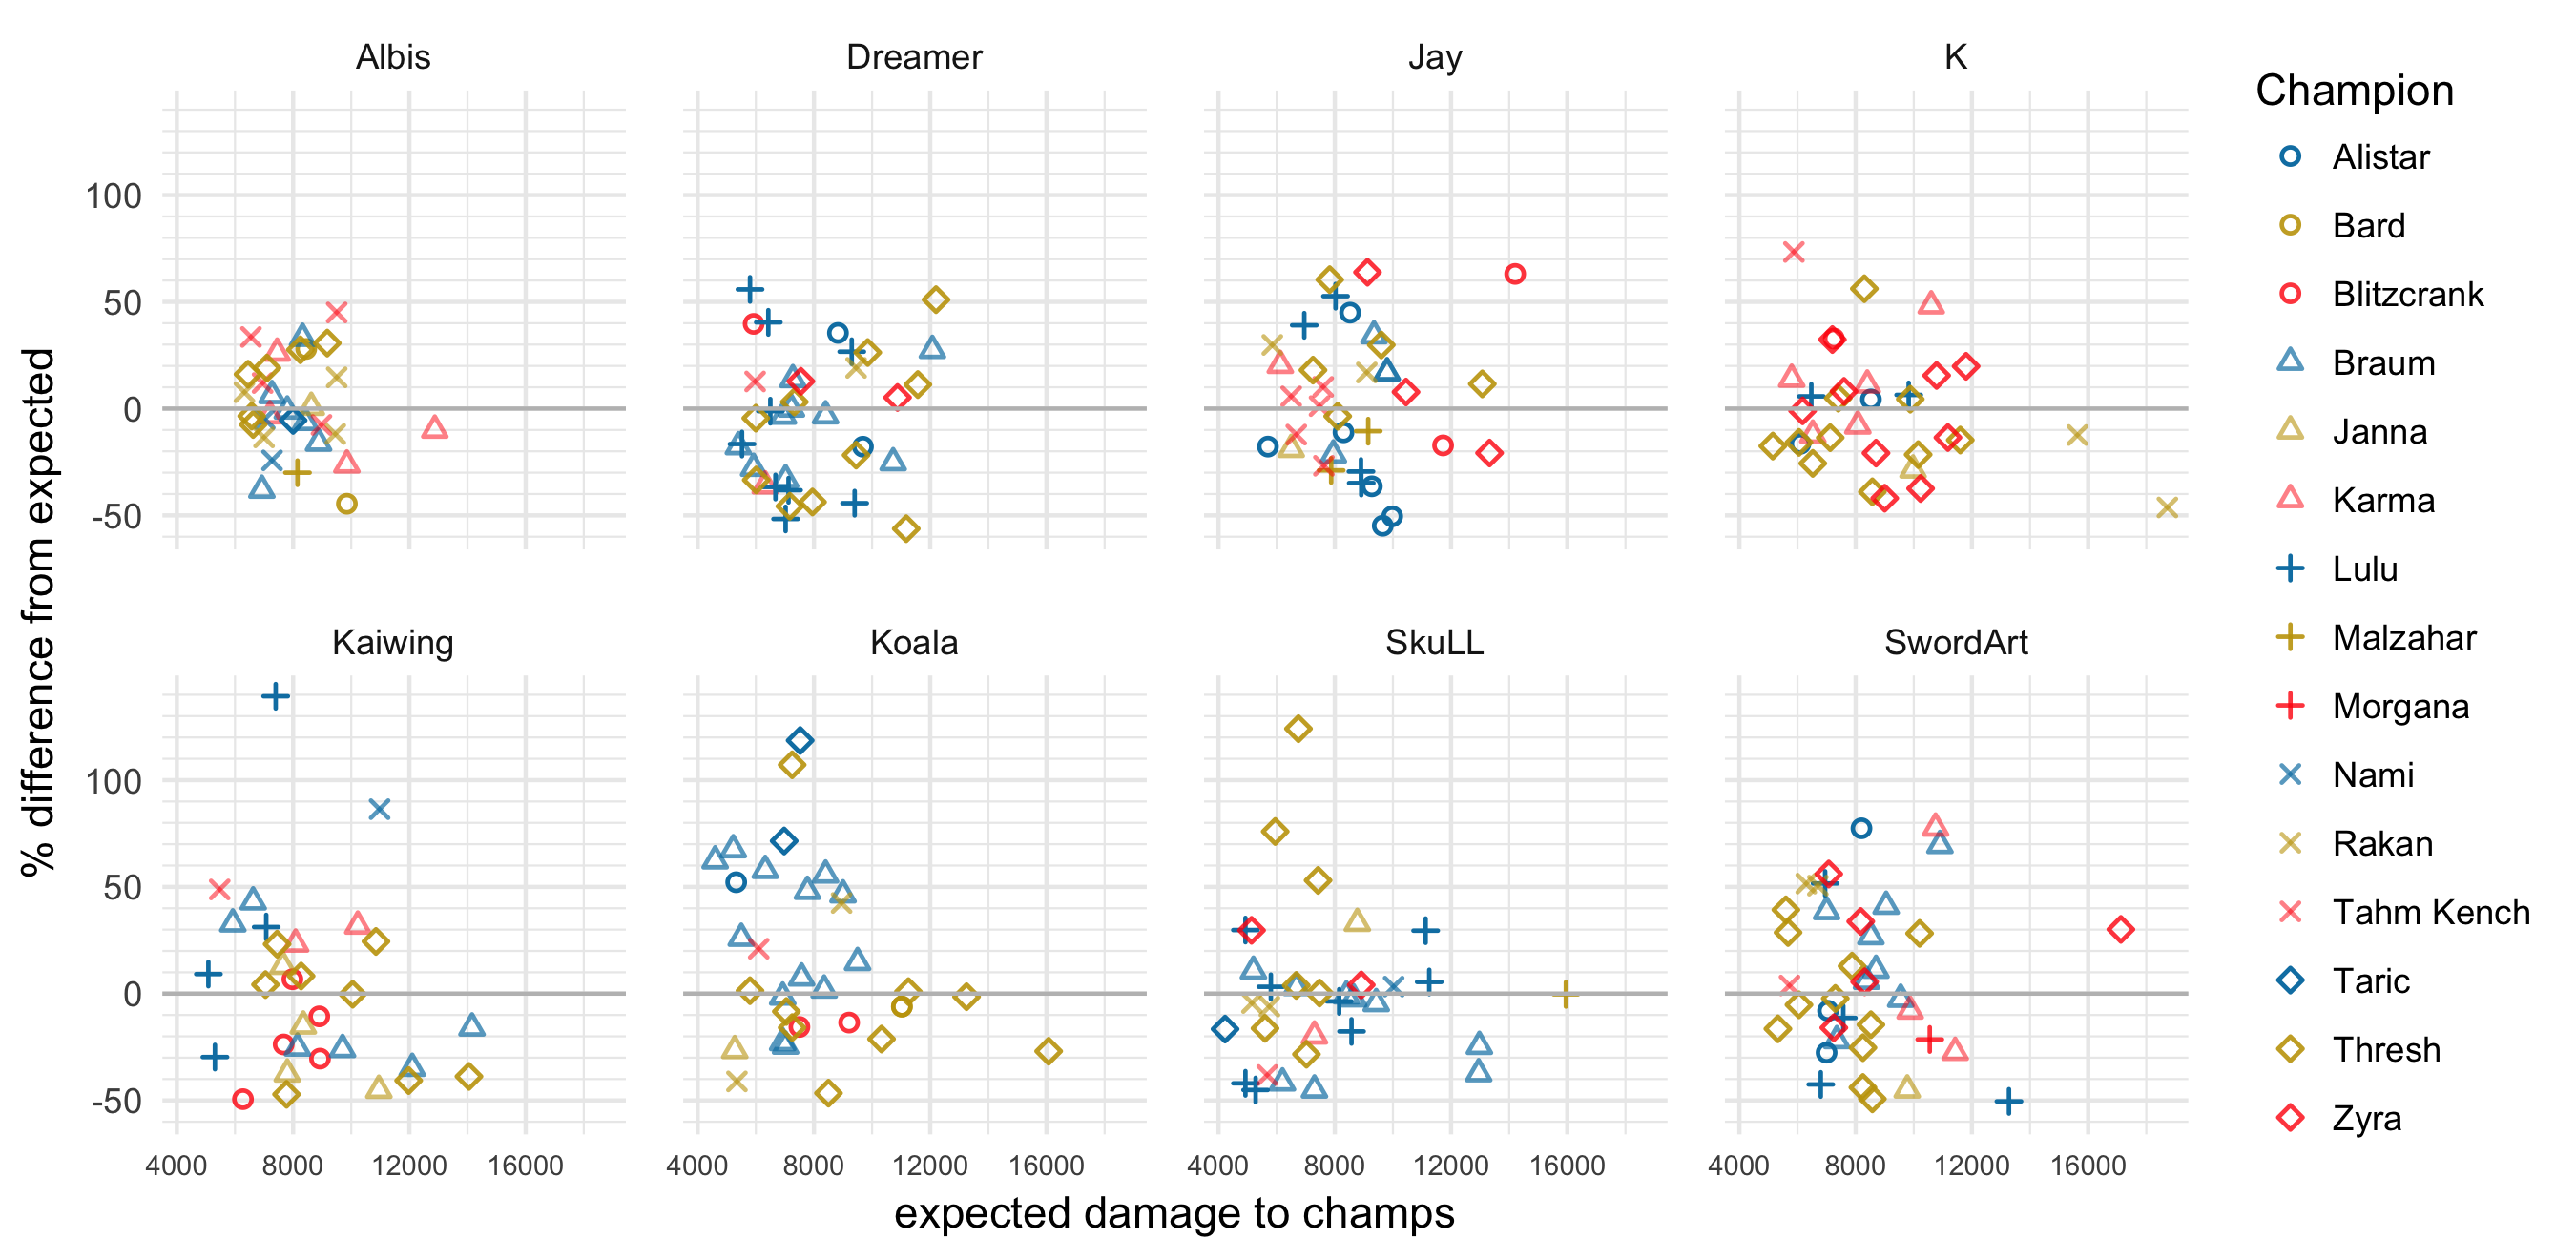 Albis
Dreamer
Jay
K
100
50
0
-50
Kaiwing
Koala
SkuLL
SwordArt
100
50
0
-50
4000 8000 12000 16000
4000 8000 12000 16000
4000 8000 12000 16000
4000 8000 12000 16000
expected damage to champs
% difference from expected
Champion
Alistar
Bard
Blitzcrank
Braum
Janna
Karma
Lulu
Malzahar
Morgana
Nami
Rakan
Tahm Kench
Taric
Thresh
Zyra